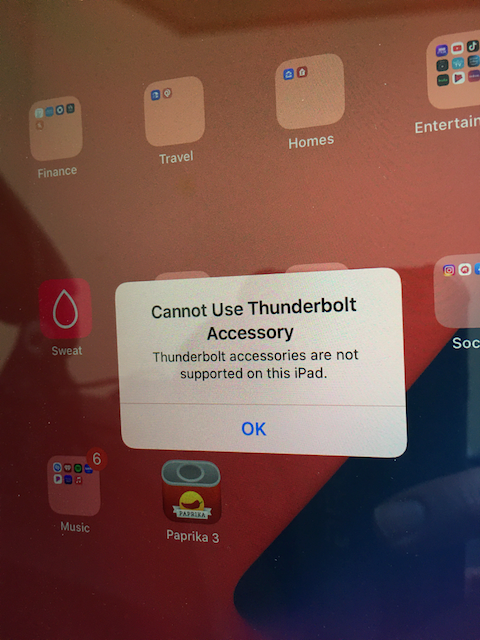 Finance
Travel
Homes
Entertain
Sweat
Cannot Use Thunderbolt
Accessory
Thunderbolt accessories are not
supported on this iPad.
OK
Soc
6
Music
PAPRIKA
Paprika 3